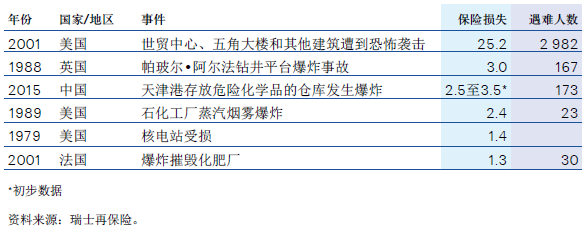 年份 国家/地区 事件 保险损失 遇难人数
2001 美国 世贸中心、五角大楼和其他建筑遭到恐怖袭击 25.2 2 982
1988 英国 帕玻尔•阿尔法钻井平台爆炸事故 3.0 167
2015 中国 天津港存放危险化学品的仓库发生爆炸 2.5至3.5* 173
1989 美国 石化工厂蒸汽烟雾爆炸 2.4 23
1979 美国 核电站受损 1.4
2001 法国 爆炸摧毁化肥厂 1.3 30
*初步数据
资料来源：瑞士再保险。